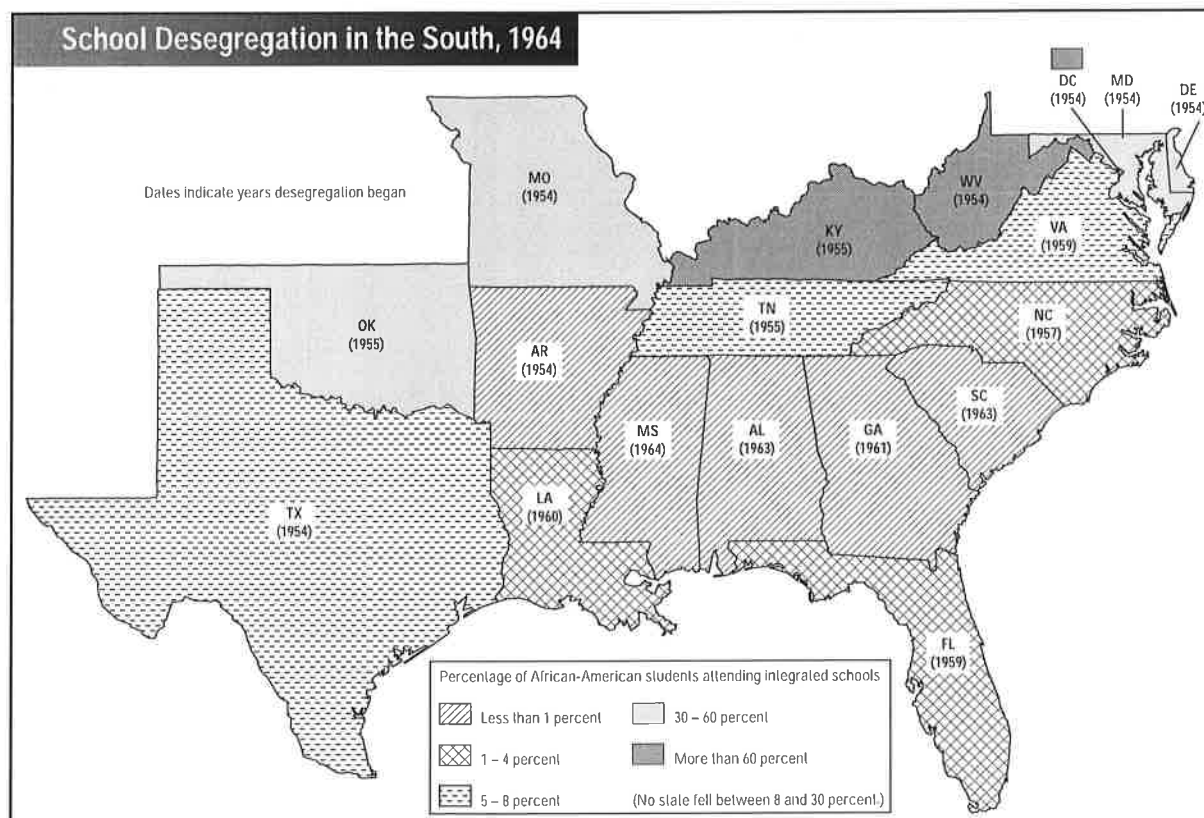 School Desegregation in the South, 1964
Dates indicate years desegregation began
DC
(1954)
MD
(1954)
DE
(1954)
MO
(1954)
WV
(1954)
KY
(1955)
VA
(1959)
OK
(1955)
AR
(1954)
TN
(1955)
NC
(1957)
SC
(1963)
MS
(1964)
AL
(1963)
GA
(1961)
TX
(1954)
LA
(1960)
FL
(1959)
Percentage of African-American students attending integrated schools
Less than 1 percent
30 – 60 percent
1 – 4 percent
More than 60 percent
5 – 8 percent
(No state fell between 8 and 30 percent.)